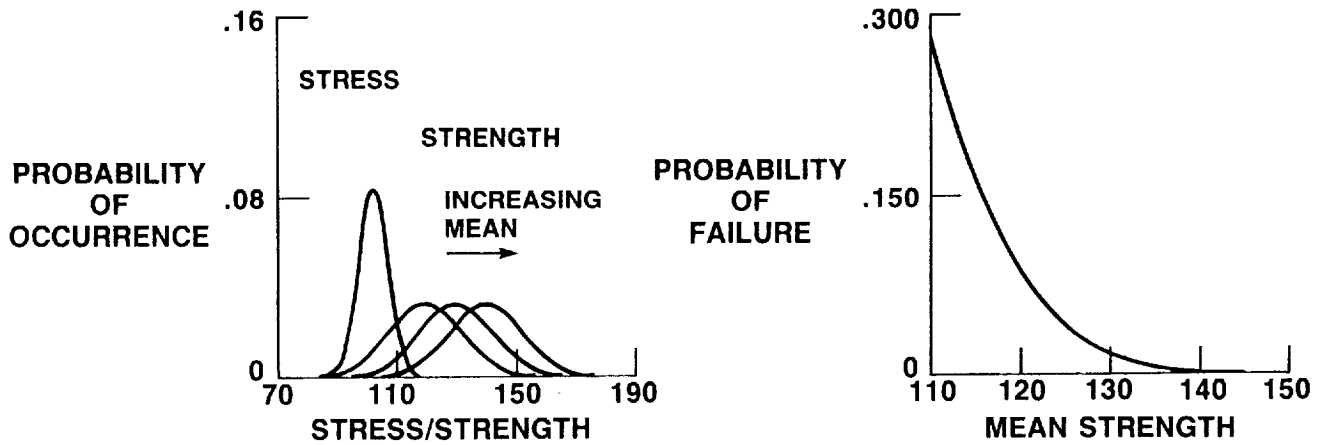 .16
STRESS
STRENGTH
PROBABILITY
OF
OCCURRENCE
.08
INCREASING
MEAN
0
70 110 150 190
STRESS/STRENGTH
.300
PROBABILITY
OF
FAILURE
.150
0
110 120 130 140 150
MEAN STRENGTH